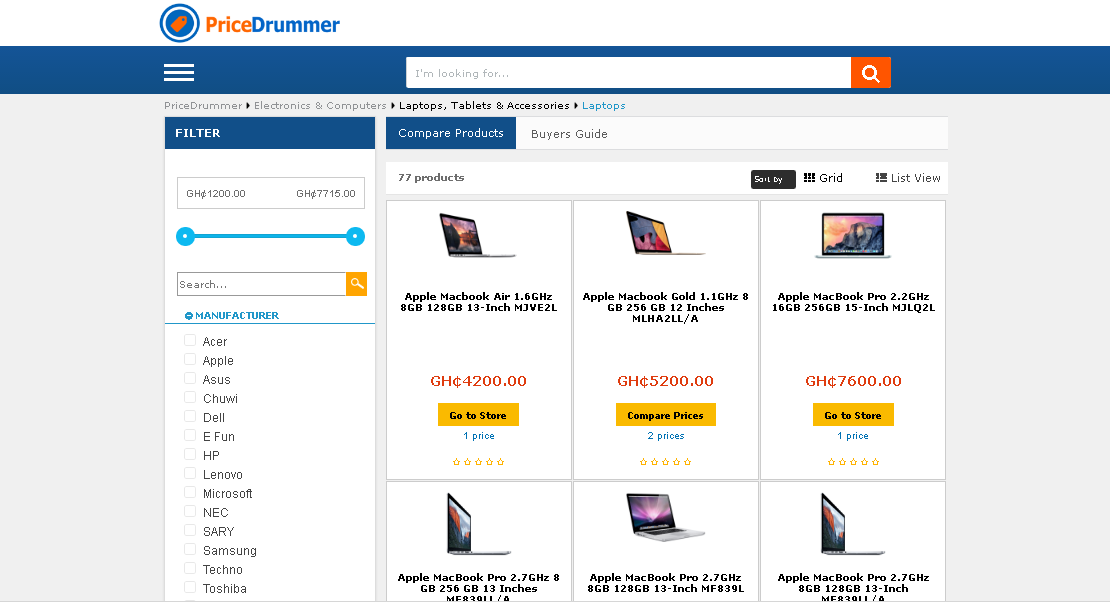 PriceDrummer
I'm looking for...
PriceDrummer Electronics & Computers Laptops, Tablets & Accessories Laptops
FILTER
GH₵1200.00 GH₵7715.00
Search...
MANUFACTURER
Acer
Apple
Asus
Chuwi
Dell
E Fun
HP
Lenovo
Microsoft
NEC
SARY
Samsung
Techno
Toshiba
Compare Products Buyers Guide
77 products Sort by Grid List View
Apple Macbook Air 1.6GHz
8GB 128GB 13-Inch MJVE2L
GH₵4200.00
Go to Store
1 price
Apple Macbook Gold 1.1GHz 8
GB 256 GB 12 Inches
MLHA2LL/A
GH₵5200.00
Compare Prices
2 prices
Apple MacBook Pro 2.2GHz
16GB 256GB 15-Inch MJLQ2L
GH₵7600.00
Go to Store
1 price
Apple MacBook Pro 2.7GHz 8
GB 256 GB 13 Inches
MF839LL/A
Apple MacBook Pro 2.7GHz
8GB 128GB 13-Inch MF839L
Apple MacBook Pro 2.7GHz
8GB 128GB 13-Inch
MF839LL/A